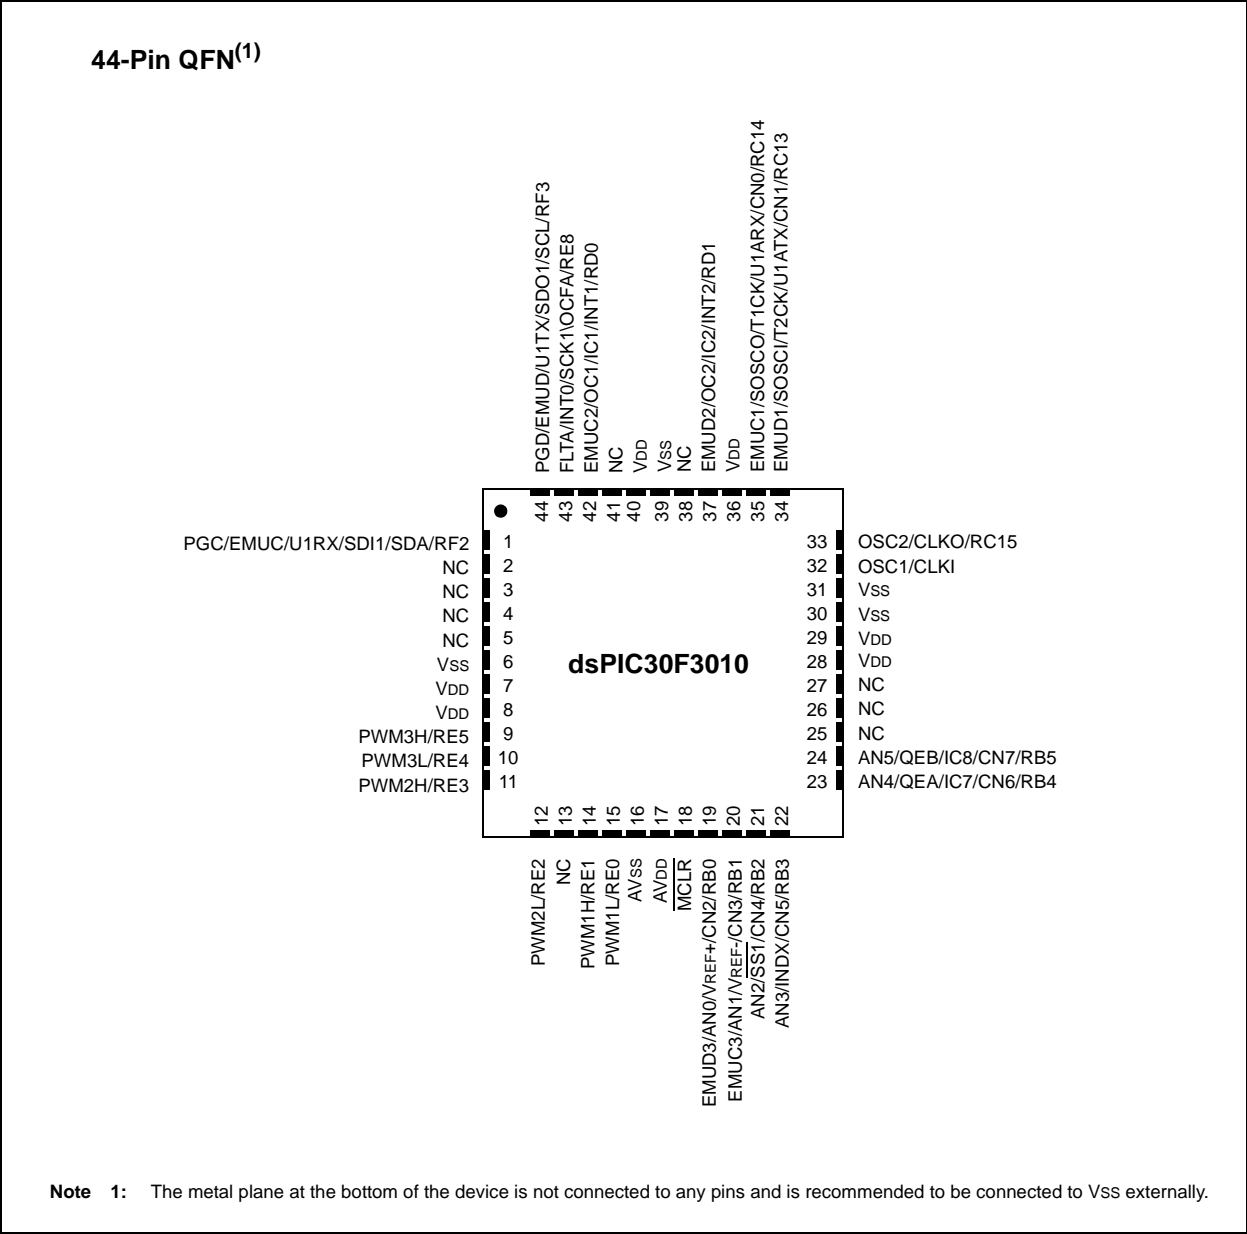 44-Pin QFN(1)
PGD/EMUD/U1TX/SDO1/SCL/RF3
FLTA/INT0/SCK1\OCFA/RE8
EMUC2/OC1/IC1/INT1/RD0
NC
VDD
VSS
NC
EMUD2/OC2/IC2/INT2/RD1
VDD
EMUC1/SOSCO/T1CK/U1ARX/CN0/RC14
EMUD1/SOSCI/T2CK/U1ATX/CN1/RC13
44 43 42 41 40 39 38 37 36 35 34
PGC/EMUC/U1RX/SDI1/SDA/RF2 1
NC 2
NC 3
NC 4
NC 5
VSS 6
VDD 7
VDD 8
PWM3H/RE5 9
PWM3L/RE4 10
PWM2H/RE3 11
dsPIC30F3010
33 OSC2/CLKO/RC15
32 OSC1/CLKI
31 VSS
30 VSS
29 VDD
28 VDD
27 NC
26 NC
25 NC
24 AN5/QEB/IC8/CN7/RB5
23 AN4/QEA/IC7/CN6/RB4
12 13 14 15 16 17 18 19 20 21 22
PWM2L/RE2
NC
PWM1H/RE1
PWM1L/RE0
AVSS
AVDD
MCLR
EMUD3/AN0/VREF+/CN2/RB0
EMUC3/AN1/VREF-/CN3/RB1
AN2/SS1/CN4/RB2
AN3/INDX/CN5/RB3
Note 1: The metal plane at the bottom of the device is not connected to any pins and is recommended to be connected to VSS externally.